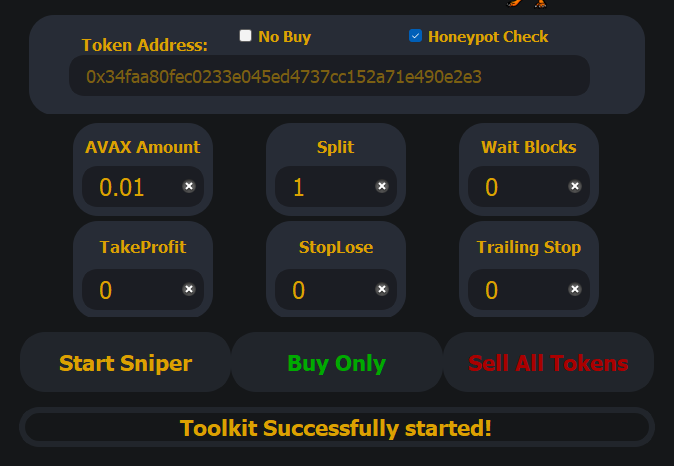 Token Address:
No Buy
Honeypot Check
0x34faa80fec0233e045ed4737cc152a71e490e2e3
AVAX Amount
Split
Wait Blocks
0.01
1
0
TakeProfit
StopLose
Trailing Stop
0
0
0
Start Sniper
Buy Only
Sell All Tokens
Toolkit Successfully started!